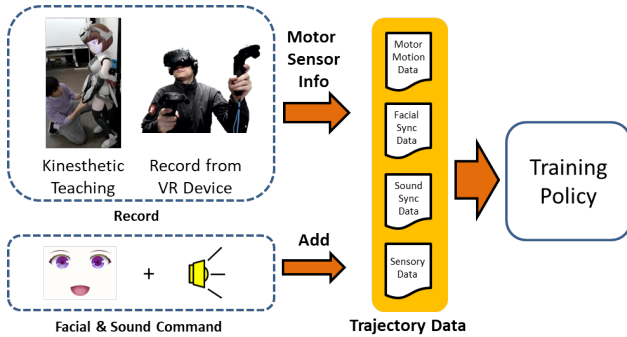 Kinesthetic
Teaching
Record from
VR Device
Record
Motor
Sensor
Info
+
Facial & Sound Command
Add
Motor
Motion
Data
Facial
Sync
Data
Sound
Sync
Data
Sensory
Data
Trajectory Data
Training
Policy